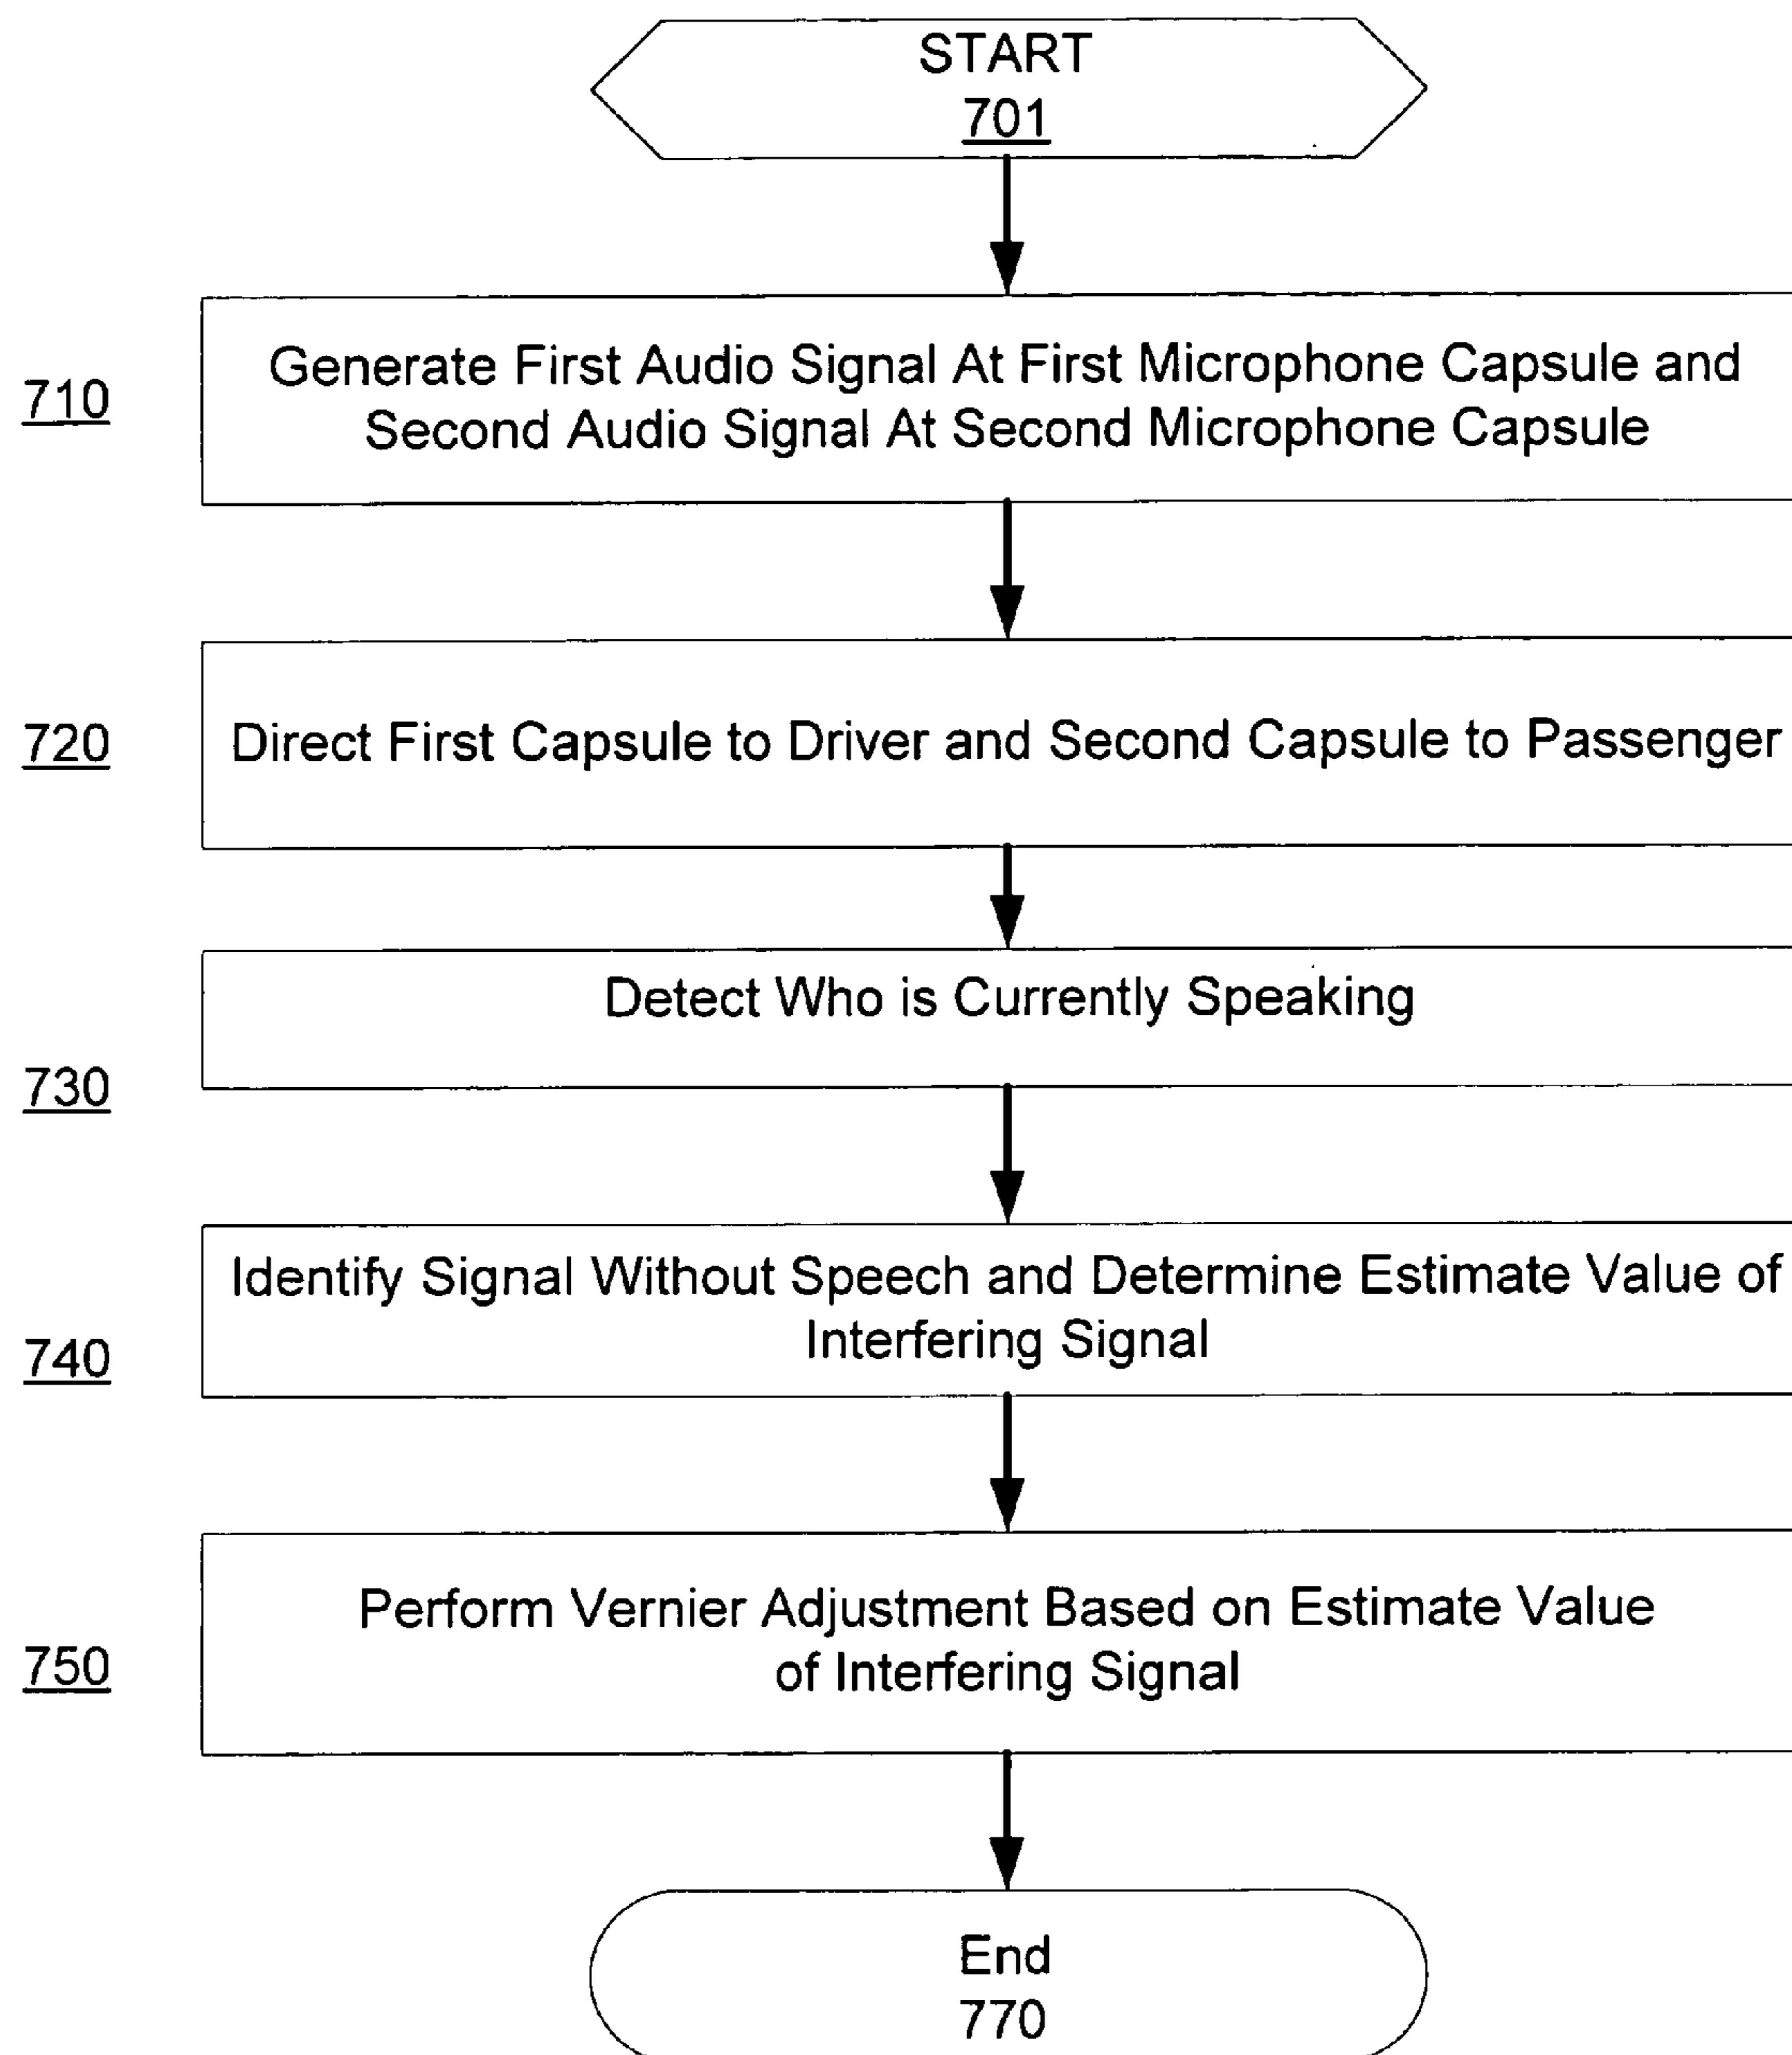 START
701
710
Generate First Audio Signal At First Microphone Capsule and
Second Audio Signal At Second Microphone Capsule
720
Direct First Capsule to Driver and Second Capsule to Passenger
730
Detect Who is Currently Speaking
740
Identify Signal Without Speech and Determine Estimate Value of
Interfering Signal
750
Perform Vernier Adjustment Based on Estimate Value
of Interfering Signal
End
770